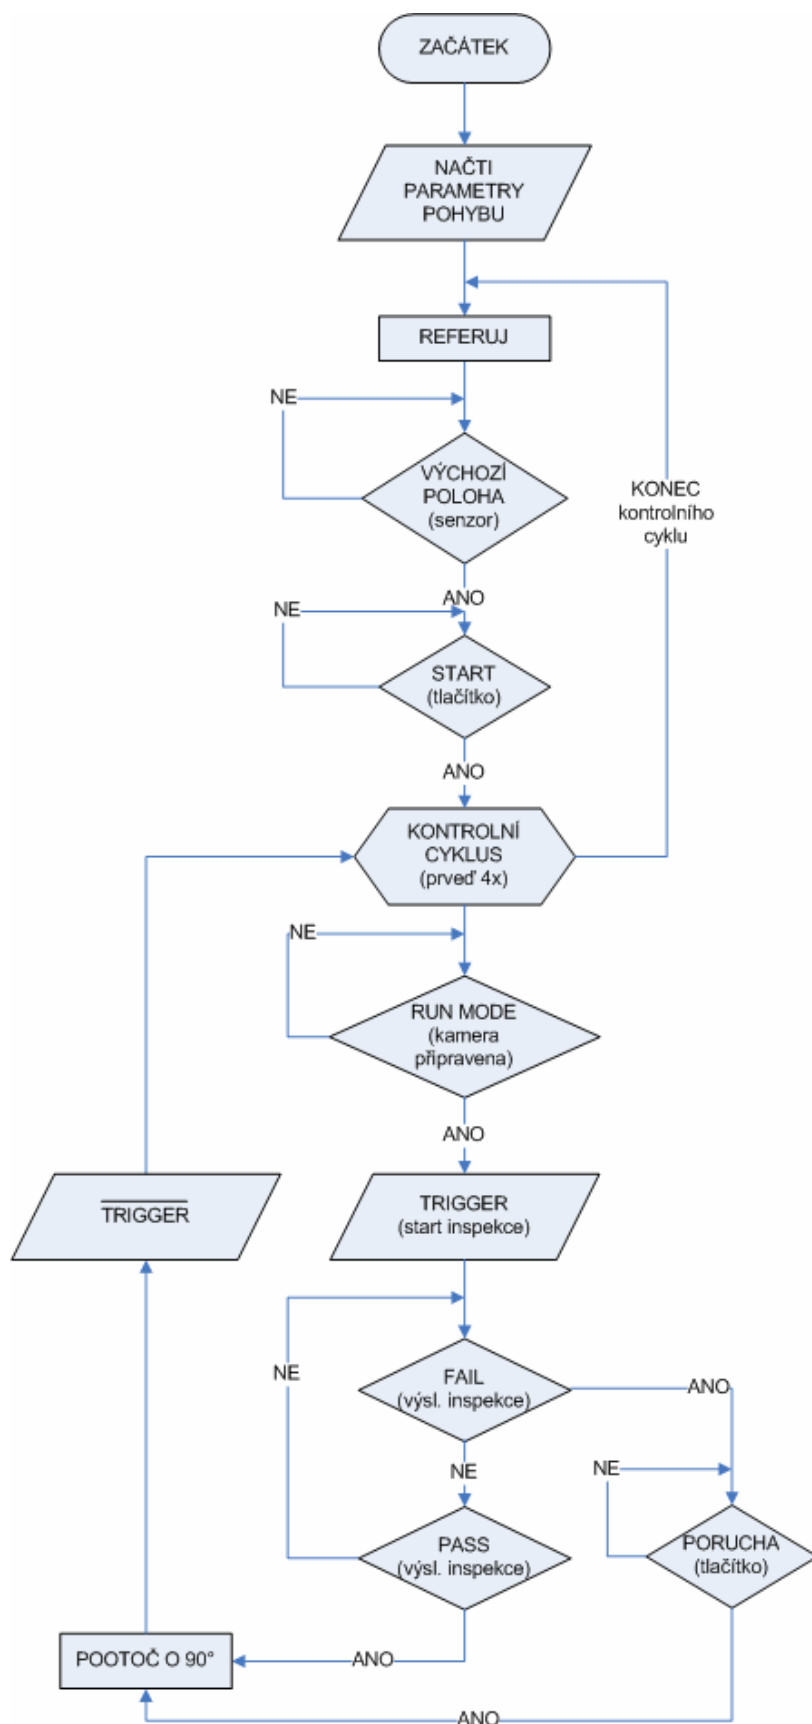 ZAČÁTEK
NAČTI
PARAMETRY
POHYBU
REFERUJ
NE
VÝCHOZÍ
POLOHA
(senzor)
KONEC
kontrolního
cyklu
ANO
NE
START
(tlačítko)
ANO
KONTROLNÍ
CYKLUS
(prveď 4x)
NE
RUN MODE
(kamera
připravena)
ANO
TRIGGER
TRIGGER
(start inspekce)
NE
FAIL
(výsl. inspekce)
ANO
NE
NE
PASS
(výsl. inspekce)
PORUCHA
(tlačítko)
POOTOČ O 90°
ANO
ANO